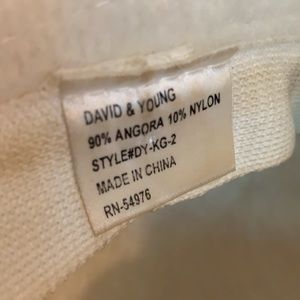 DAVID & YOUNG
90% ANGORA 10% NYLON
STYLE#DY-KG-2
MADE IN CHINA
RN-54976